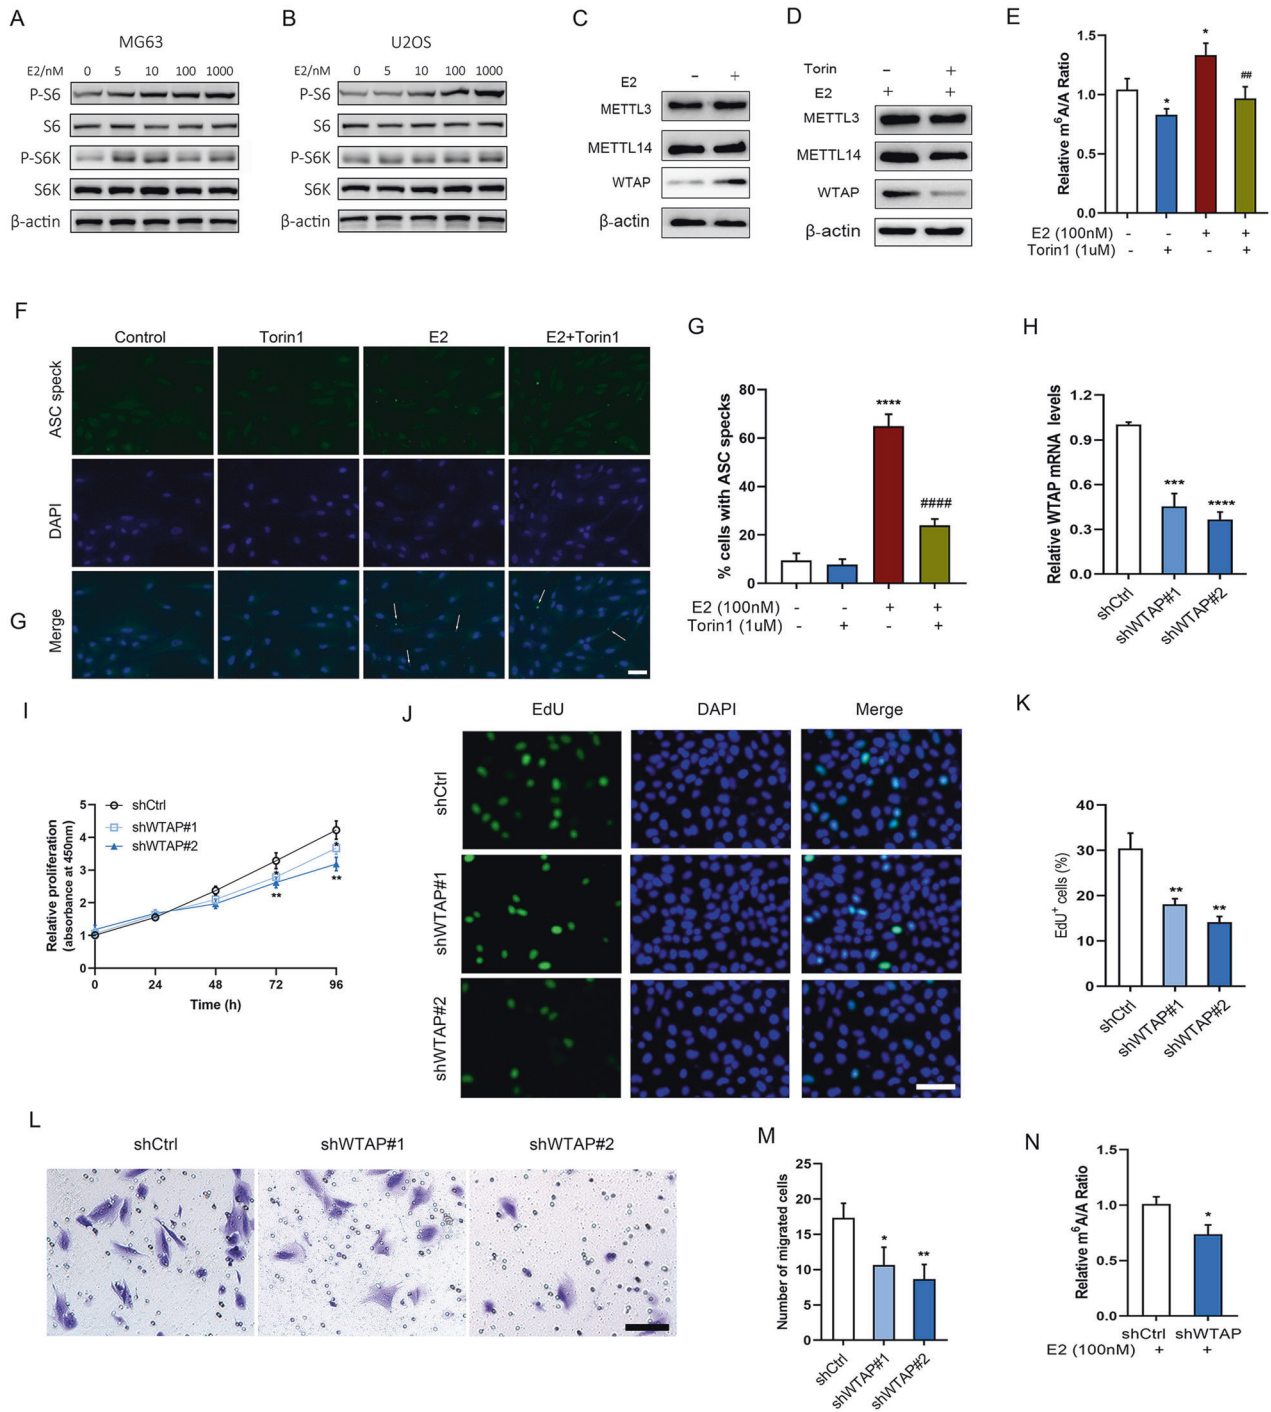 A
MG63
E2/nM 0 5 10 100 1000
P-S6
S6
P-S6K
S6K
β-actin
B
U2OS
E2/nM 0 5 10 100 1000
P-S6
S6
P-S6K
S6K
β-actin
C
E2 - +
METTL3
METTL14
WTAP
β-actin
D
Torin - +
E2 + +
METTL3
METTL14
WTAP
β-actin
E
Relative m⁶A/A Ratio
1.5
1.0
0.5
0.0
* * ##
E2 (100nM) - - + +
Torin1 (1uM) - + - +
F
Control Torin1 E2 E2+Torin1
ASC speck
DAPI
G
Merge
G
% cells with ASC specks
80
60
40
20
0
**** ####
E2 (100nM) - - + +
Torin1 (1uM) - + - +
H
Relative WTAP mRNA levels
1.2
0.9
0.6
0.3
0.0
*** ****
shCtrl shWTAP#1 shWTAP#2
I
Relative proliferation
(absorbance at 450nm)
5
4
3
2
1
0
shCtrl
shWTAP#1
shWTAP#2
* *
** **
0 24 48 72 96
Time (h)
J
EdU DAPI Merge
shCtrl
shWTAP#1
shWTAP#2
K
EdU⁺ cells (%)
40
30
20
10
0
** **
shCtrl shWTAP#1 shWTAP#2
L
shCtrl shWTAP#1 shWTAP#2
M
Number of migrated cells
25
20
15
10
5
0
* **
shCtrl shWTAP#1 shWTAP#2
N
Relative m⁶A/A Ratio
1.5
1.0
0.5
0.0
*
shCtrl shWTAP
E2 (100nM) + +